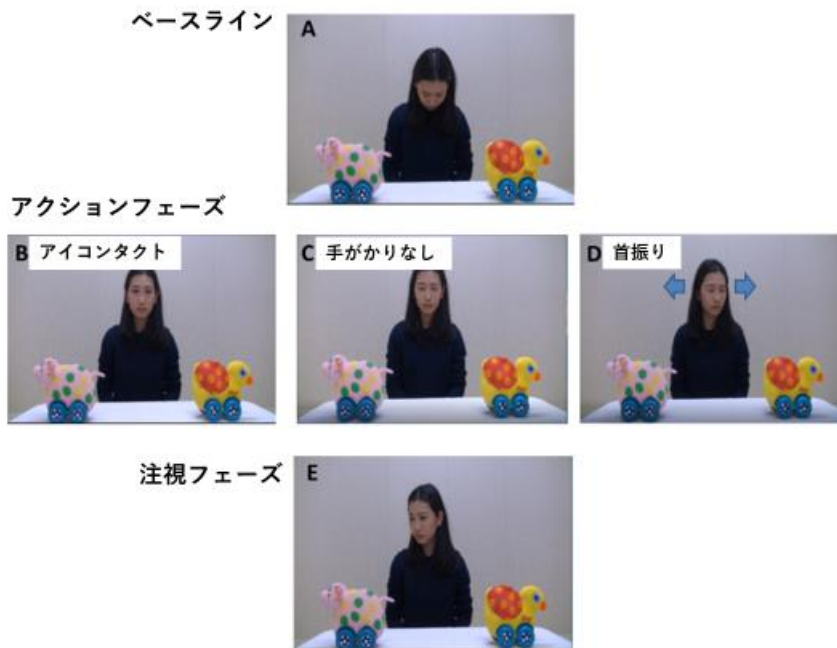 ベースライン
A
アクションフェーズ
B アイコンタクト
C 手がかりなし
D 首振り
注視フェーズ
E